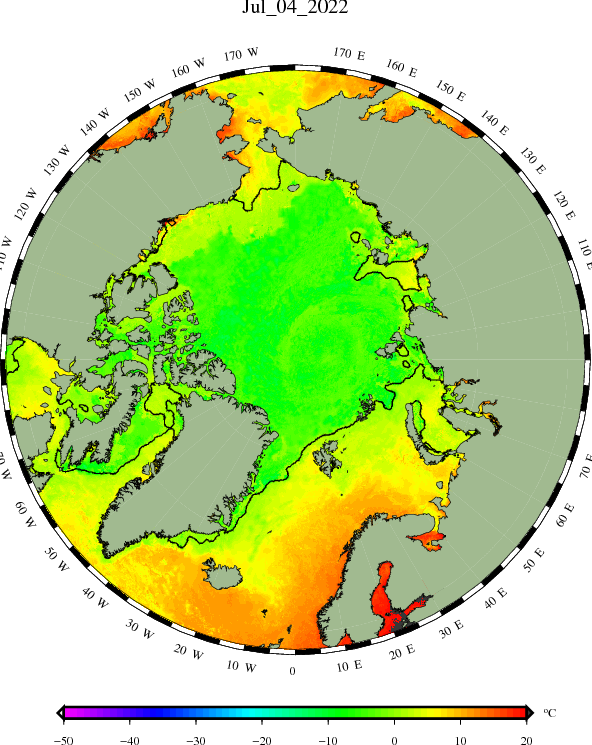 Jul_04_2022
170 W
170 E
160 W
160 E
150 W
150 E
140 W
140 E
130 W
130 E
120 W
120 E
110 E
70 E
60 W
60 E
50 W
50 E
40 W
40 E
30 W
30 E
20 W
20 E
10 W
10 E
0
°C
−50
−40
−30
−20
−10
0
10
20